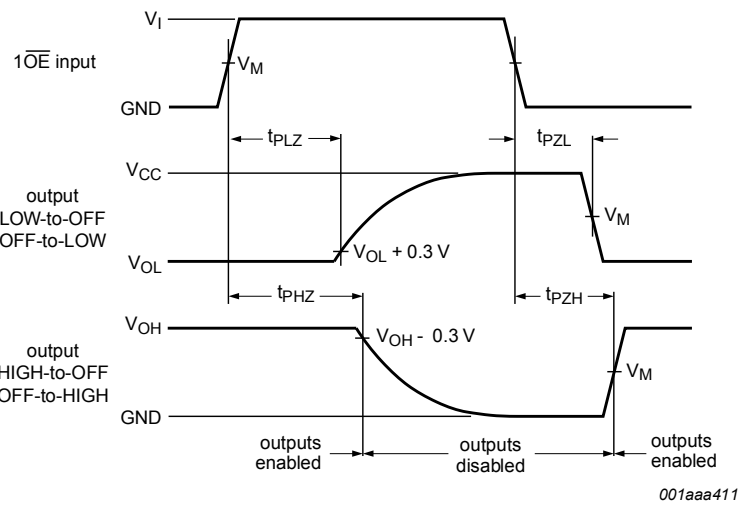 V_I
1O̅E̅ input
V_M
GND
t_PLZ
t_PZL
V_CC
output
LOW-to-OFF
OFF-to-LOW
V_M
V_OL + 0.3 V
V_OL
t_PHZ
t_PZH
V_OH
V_OH - 0.3 V
output
HIGH-to-OFF
OFF-to-HIGH
V_M
GND
outputs
enabled
outputs
disabled
outputs
enabled
001aaa411